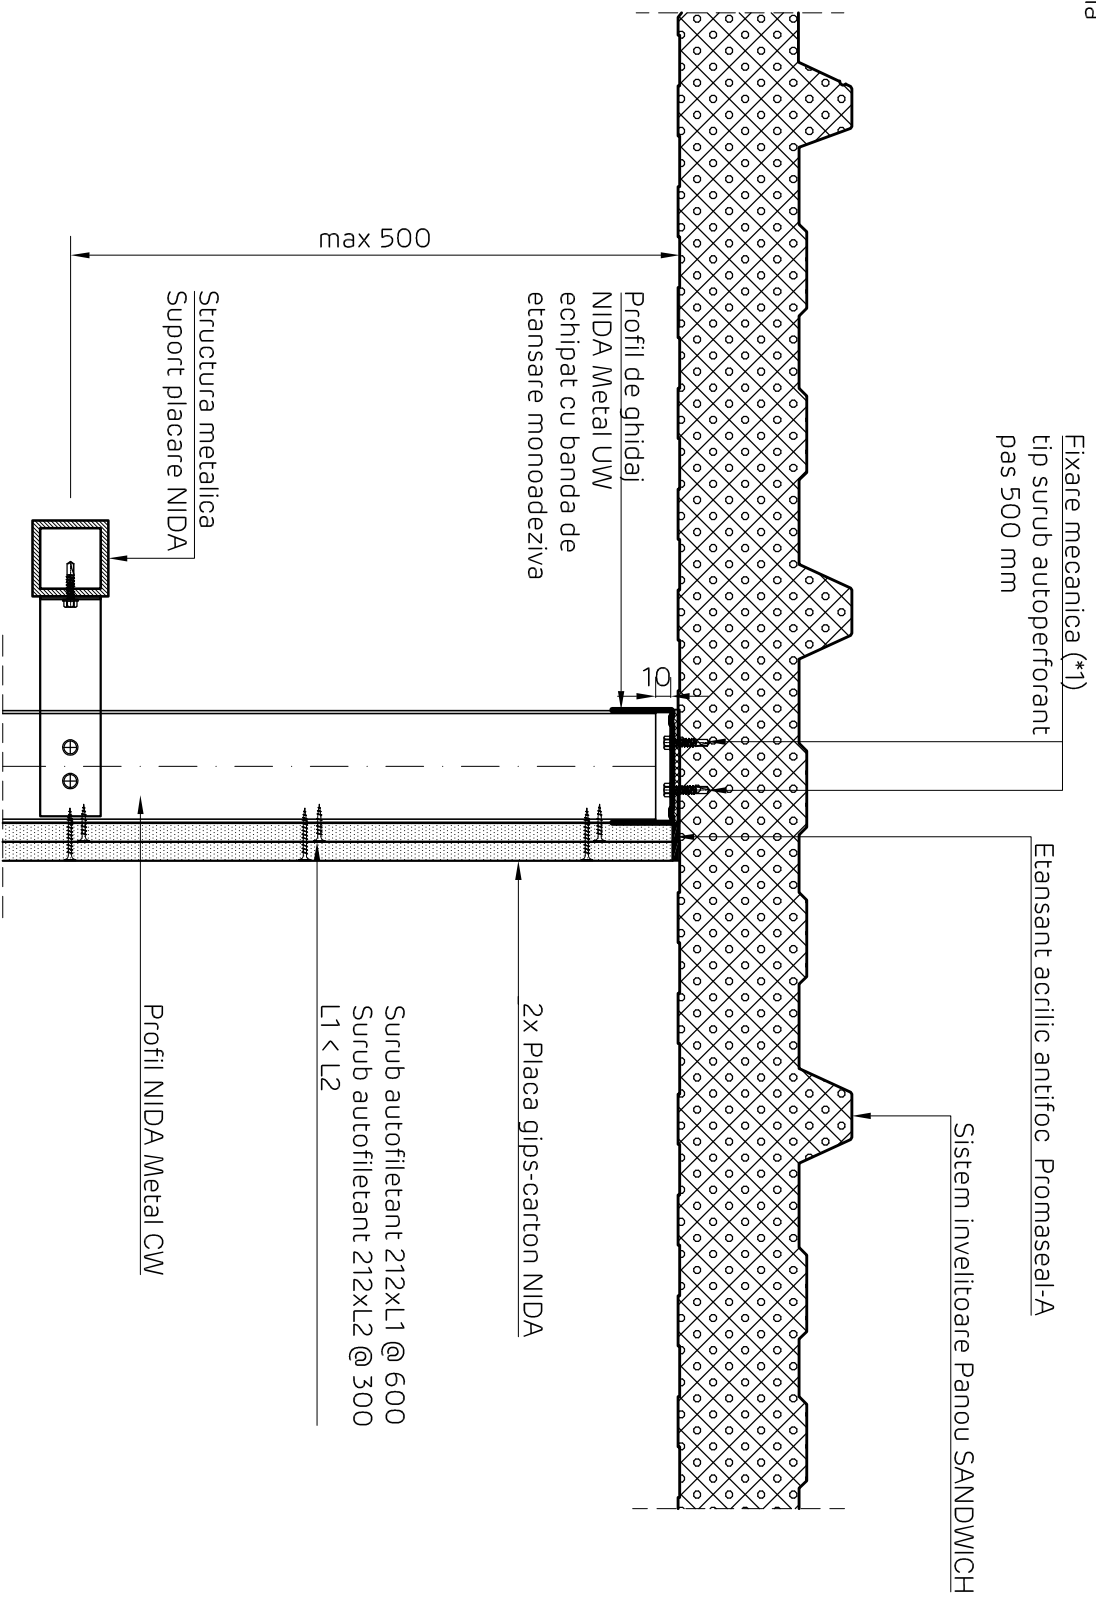 Fixare mecanica (*1)
tip surub autoperforant
pas 500 mm
Etansant acrilic antifoc Promaseal-A
Sistem invelitoare Panou SANDWICH
Profil de ghidaj
NIDA Metal UW
echipat cu banda de
etansare monoadeziva
max 500
10
Structura metalica
Suport placare NIDA
2x Placa gips-carton NIDA
Surub autofiletant 212xL1 @ 600
Surub autofiletant 212xL2 @ 300
L1 < L2
Profil NIDA Metal CW